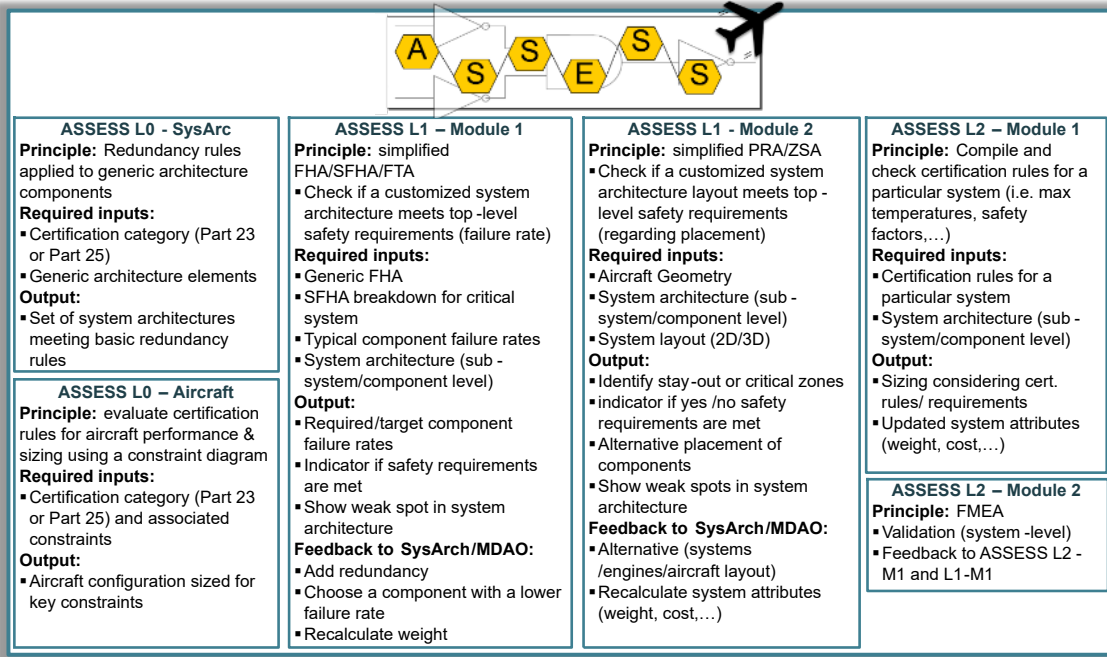 A S S E S S
ASSESS L0 - SysArc
Principle: Redundancy rules
applied to generic architecture
components
Required inputs:
▪ Certification category (Part 23
or Part 25)
▪ Generic architecture elements
Output:
▪ Set of system architectures
meeting basic redundancy
rules
ASSESS L0 – Aircraft
Principle: evaluate certification
rules for aircraft performance &
sizing using a constraint diagram
Required inputs:
▪ Certification category (Part 23
or Part 25) and associated
constraints
Output:
▪ Aircraft configuration sized for
key constraints
ASSESS L1 – Module 1
Principle: simplified
FHA/SFHA/FTA
▪ Check if a customized system
architecture meets top -level
safety requirements (failure rate)
Required inputs:
▪ Generic FHA
▪ SFHA breakdown for critical
system
▪ Typical component failure rates
▪ System architecture (sub -
system/component level)
Output:
▪ Required/target component
failure rates
▪ Indicator if safety requirements
are met
▪ Show weak spot in system
architecture
Feedback to SysArch/MDAO:
▪ Add redundancy
▪ Choose a component with a lower
failure rate
▪ Recalculate weight
ASSESS L1 - Module 2
Principle: simplified PRA/ZSA
▪ Check if a customized system
architecture layout meets top -
level safety requirements
(regarding placement)
Required inputs:
▪ Aircraft Geometry
▪ System architecture (sub -
system/component level)
▪ System layout (2D/3D)
Output:
▪ Identify stay-out or critical zones
▪ indicator if yes /no safety
requirements are met
▪ Alternative placement of
components
▪ Show weak spots in system
architecture
Feedback to SysArch/MDAO:
▪ Alternative (systems
/engines/aircraft layout)
▪ Recalculate system attributes
(weight, cost,…)
ASSESS L2 – Module 1
Principle: Compile and
check certification rules for a
particular system (i.e. max
temperatures, safety
factors,…)
Required inputs:
▪ Certification rules for a
particular system
▪ System architecture (sub -
system/component level)
Output:
▪ Sizing considering cert.
rules/ requirements
▪ Updated system attributes
(weight, cost,…)
ASSESS L2 – Module 2
Principle: FMEA
▪ Validation (system -level)
▪ Feedback to ASSESS L2 -
M1 and L1-M1